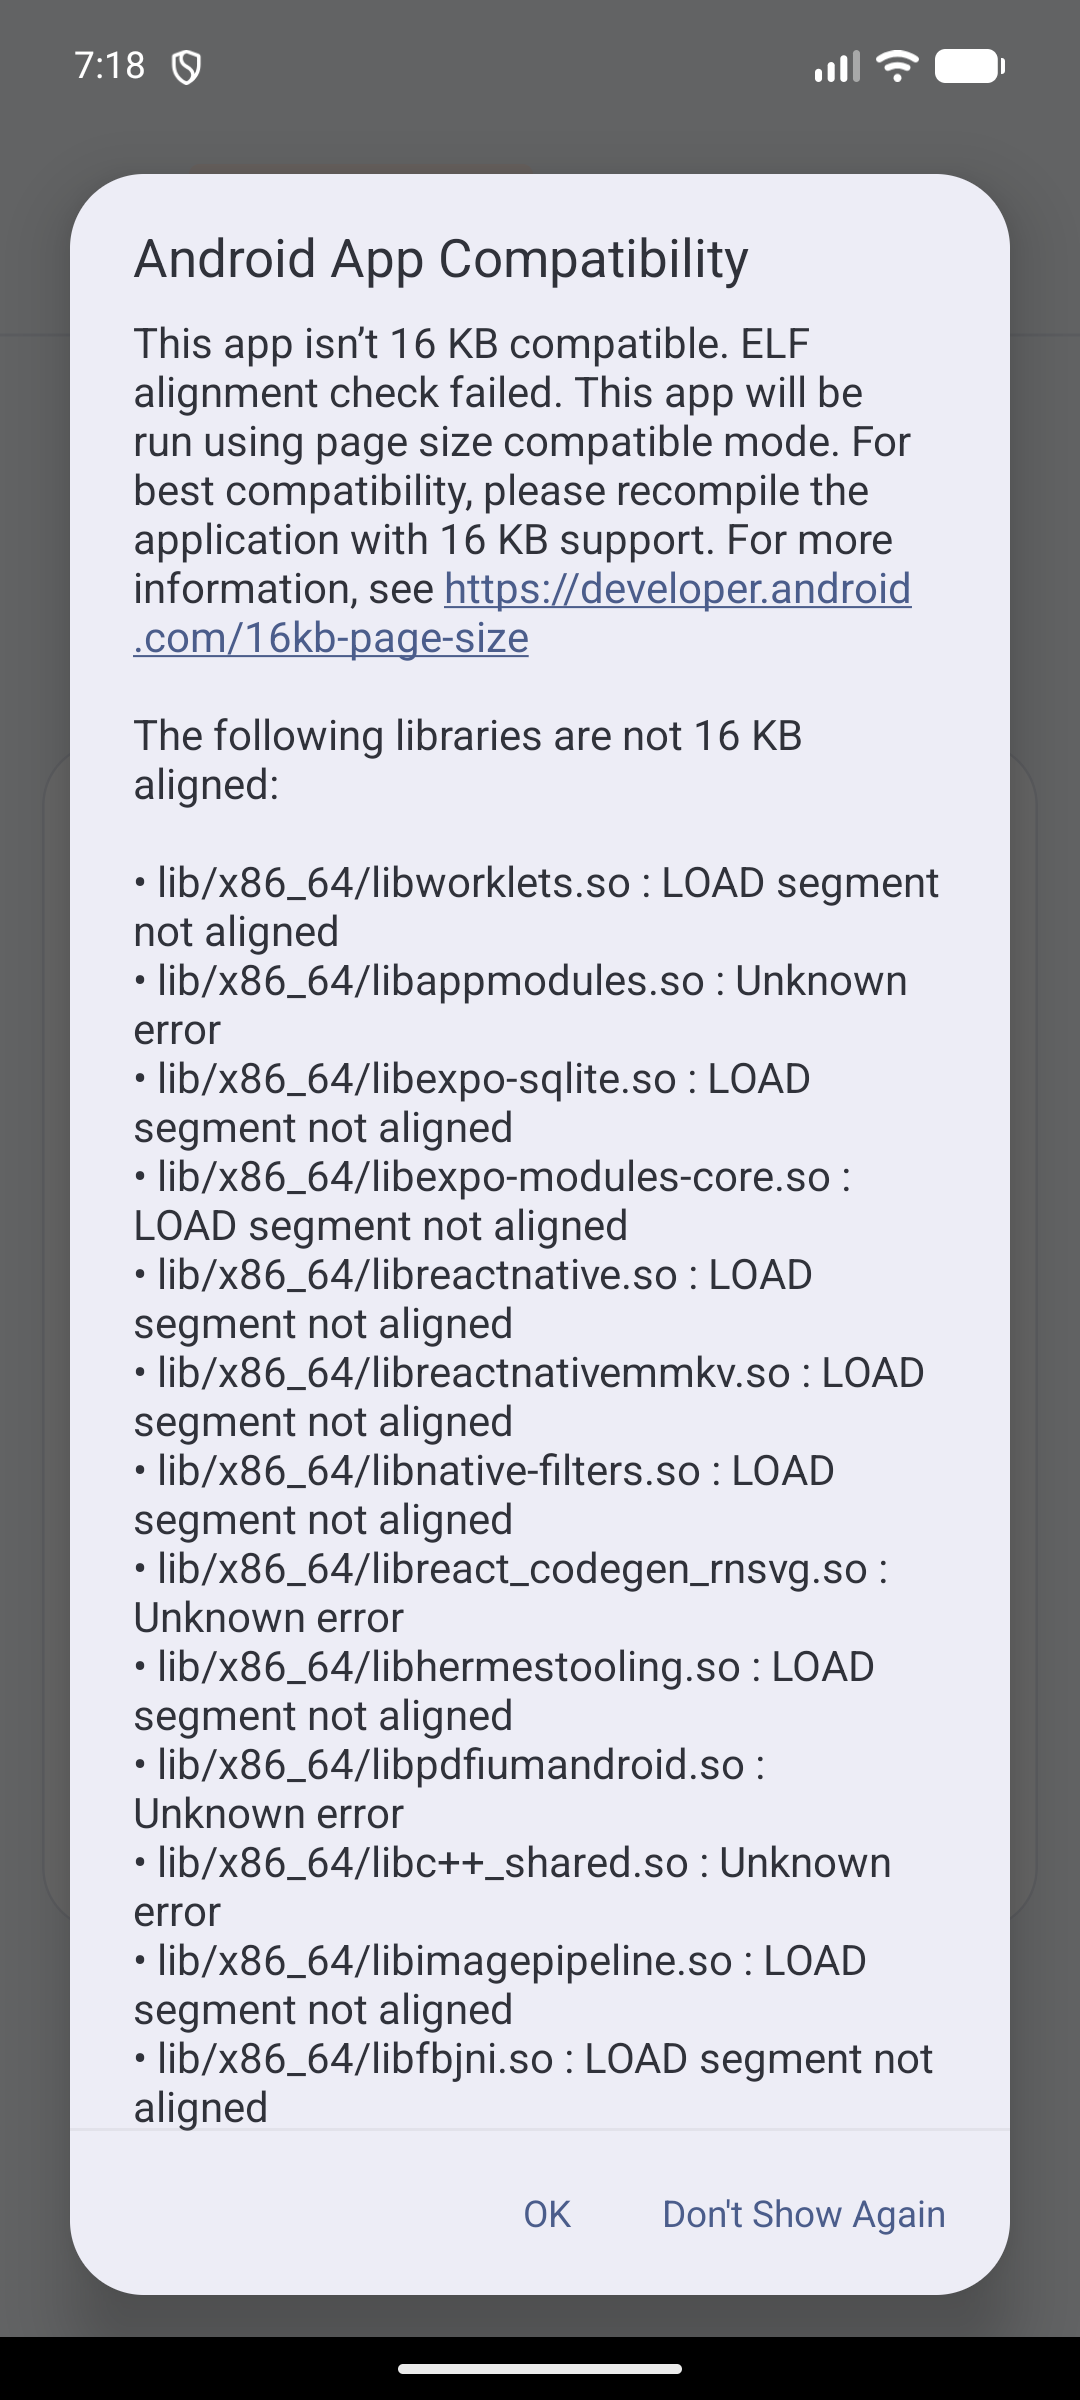 7:18
Android App Compatibility
This app isn’t 16 KB compatible. ELF
alignment check failed. This app will be
run using page size compatible mode. For
best compatibility, please recompile the
application with 16 KB support. For more
information, see https://developer.android
.com/16kb-page-size
The following libraries are not 16 KB
aligned:
• lib/x86_64/libworklets.so : LOAD segment
not aligned
• lib/x86_64/libappmodules.so : Unknown
error
• lib/x86_64/libexpo-sqlite.so : LOAD
segment not aligned
• lib/x86_64/libexpo-modules-core.so :
LOAD segment not aligned
• lib/x86_64/libreactnative.so : LOAD
segment not aligned
• lib/x86_64/libreactnativemmkv.so : LOAD
segment not aligned
• lib/x86_64/libnative-filters.so : LOAD
segment not aligned
• lib/x86_64/libreact_codegen_rnsvg.so :
Unknown error
• lib/x86_64/libhermestooling.so : LOAD
segment not aligned
• lib/x86_64/libpdfiumandroid.so :
Unknown error
• lib/x86_64/libc++_shared.so : Unknown
error
• lib/x86_64/libimagepipeline.so : LOAD
segment not aligned
• lib/x86_64/libfbjni.so : LOAD segment not
aligned
OK Don't Show Again